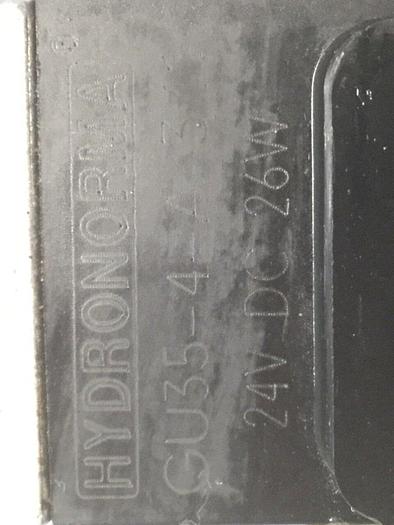 HYDRONORMA®
GU35-4-A 3
24V DC 26W